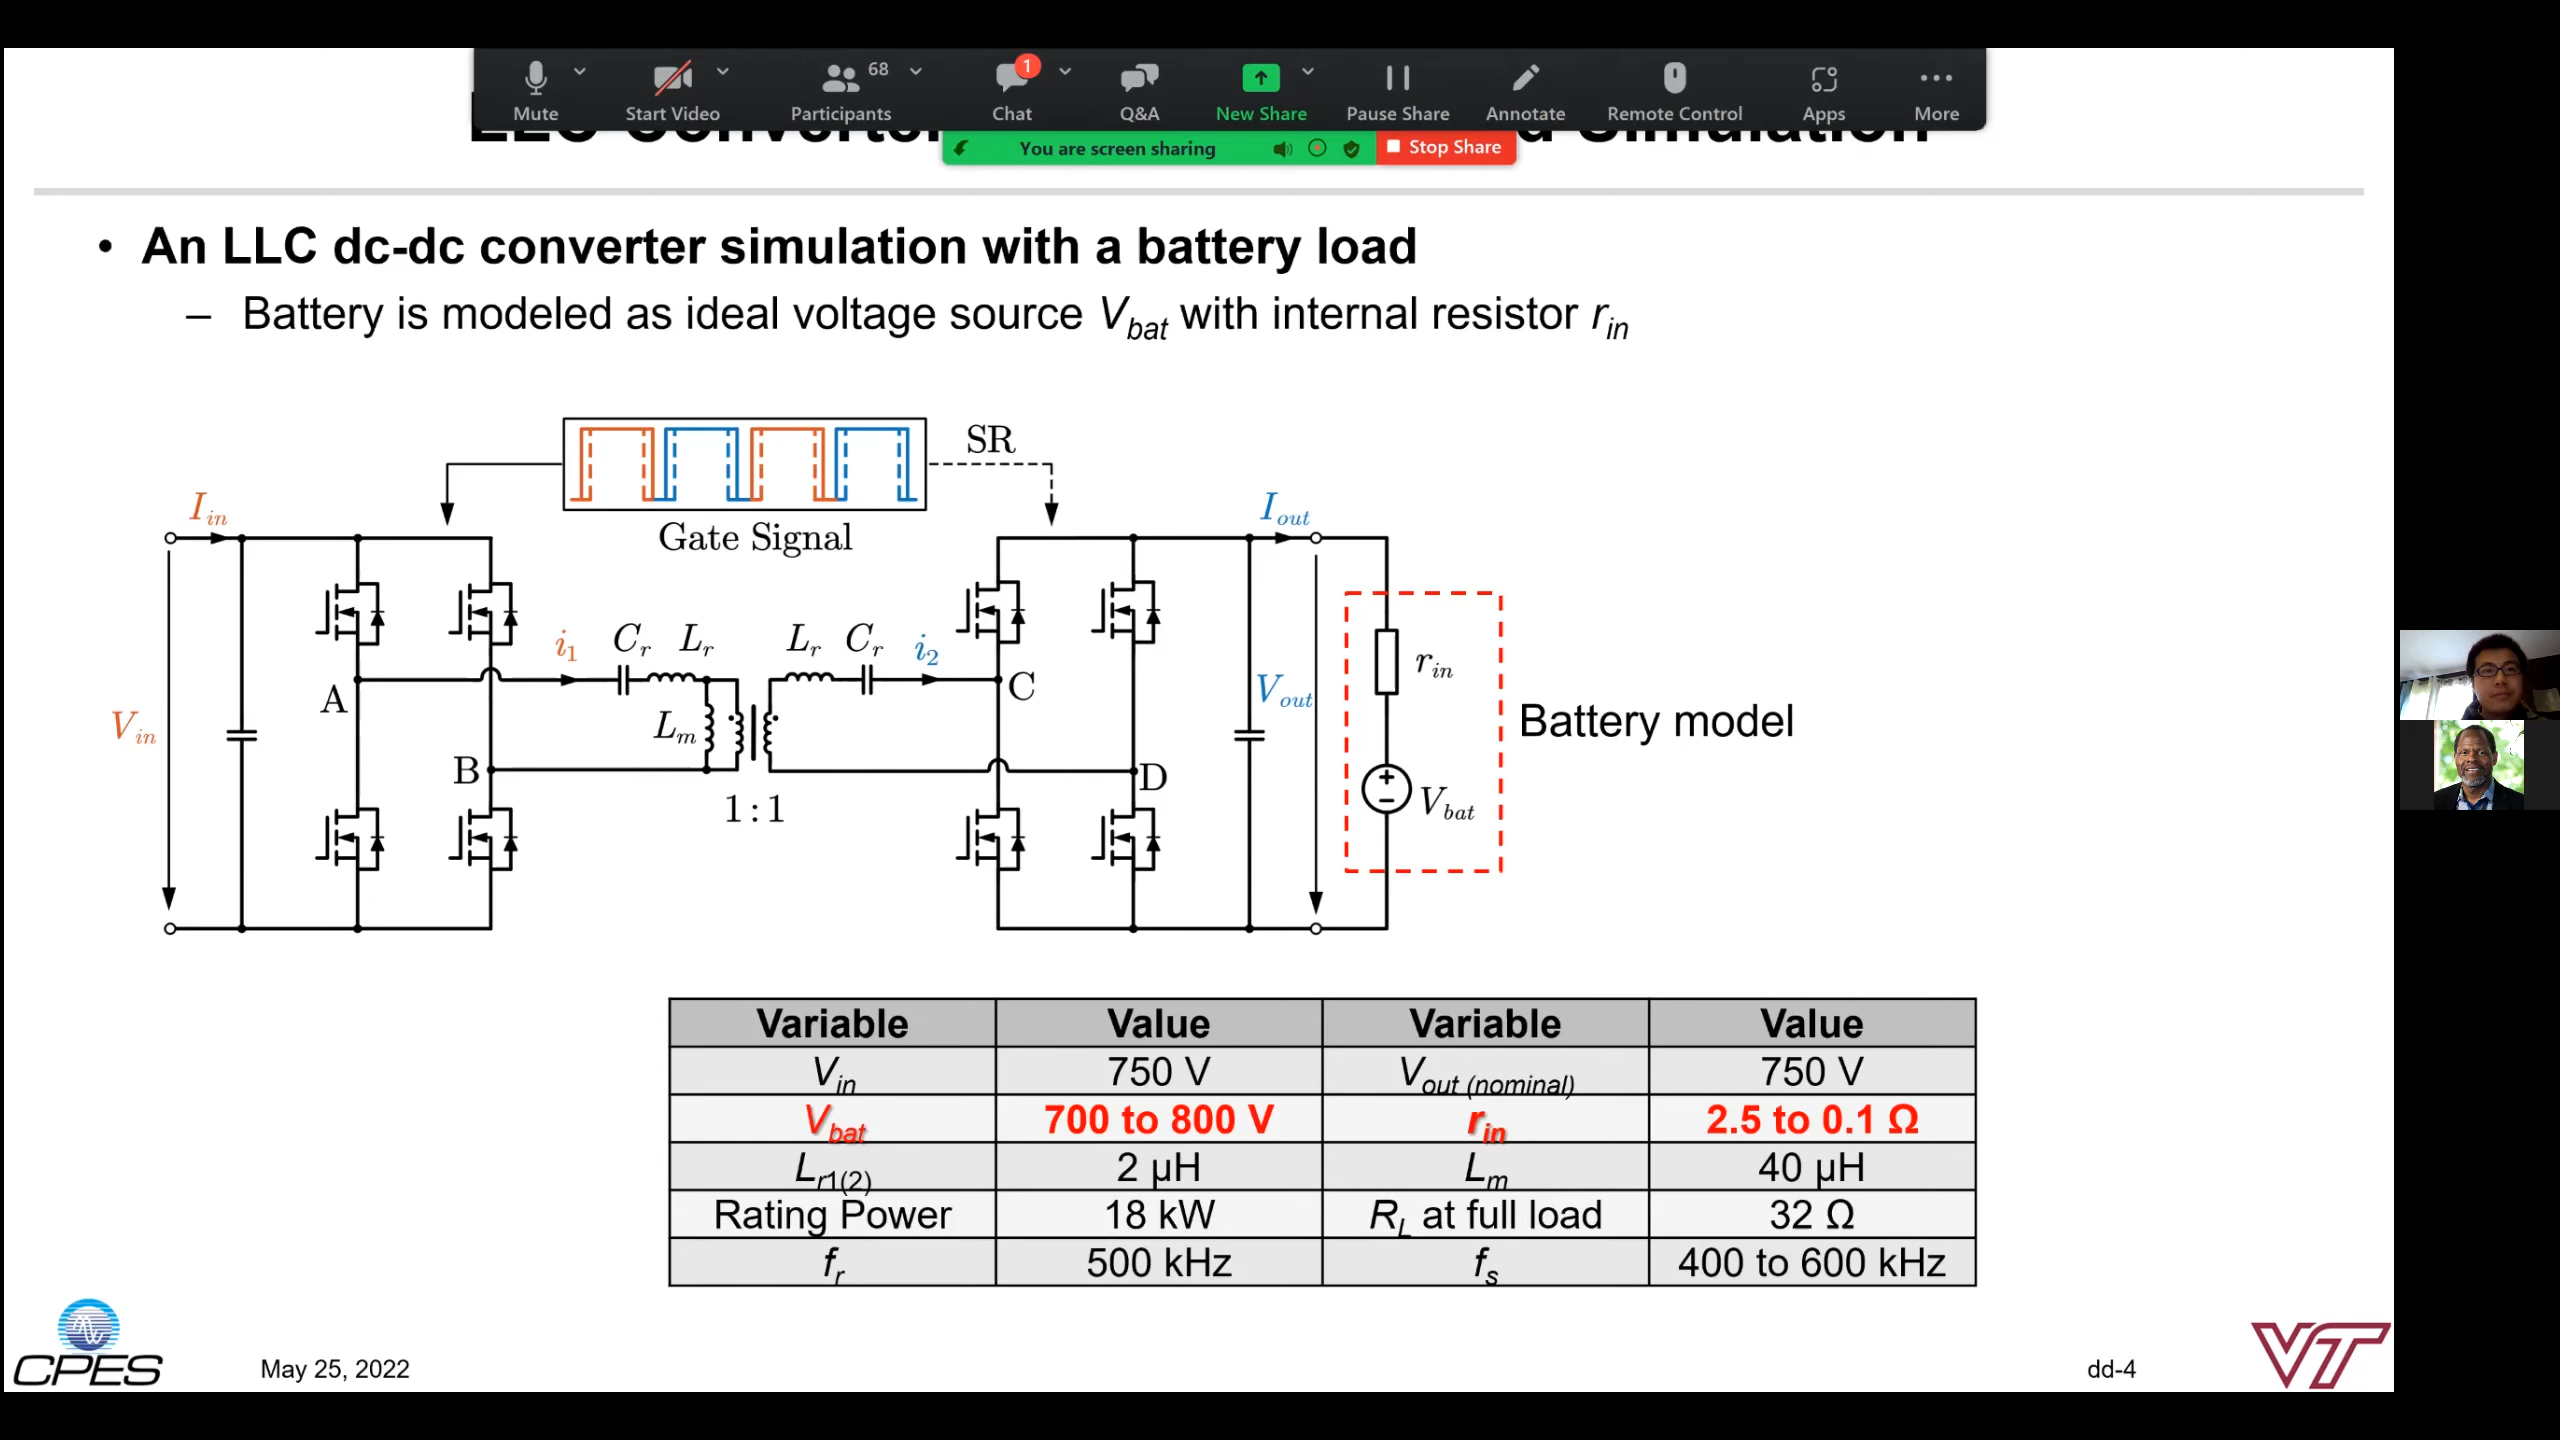 68
1
Mute
Start Video
Participants
Chat
Q&A
New Share
Pause Share
Annotate
Remote Control
Apps
More
LLC Converter
Simulation
You are screen sharing
Stop Share
• An LLC dc-dc converter simulation with a battery load
– Battery is modeled as ideal voltage source Vbat with internal resistor rin
SR
Gate Signal
Iin
Iout
i1
Cr Lr
Lr Cr
i2
rin
A
C
Vin
Lm
Vout
Battery model
B
D
1:1
Vbat
Variable Value Variable Value
Vin 750 V Vout (nominal) 750 V
Vbat 700 to 800 V rin 2.5 to 0.1 Ω
Lr1(2) 2 μH Lm 40 μH
Rating Power 18 kW RL at full load 32 Ω
fr 500 kHz fs 400 to 600 kHz
CPES
May 25, 2022
dd-4
VT